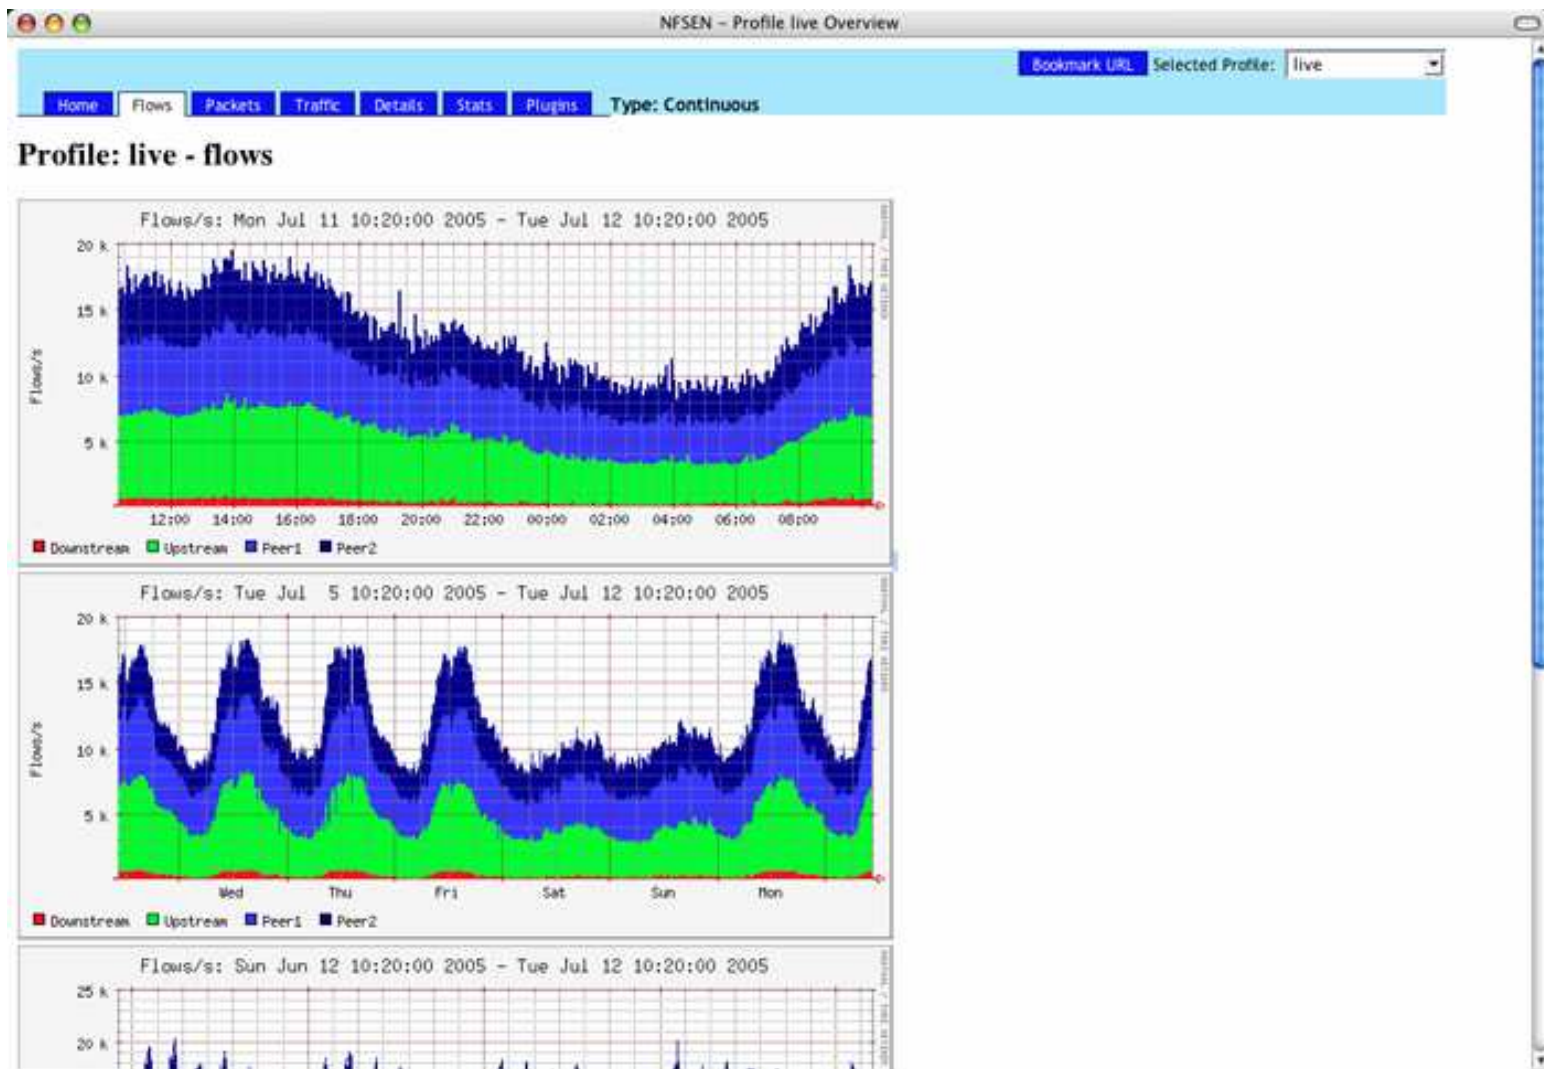 NFSEN - Profile live Overview
Bookmark URL Selected Profile: live
Home Flows Packets Traffic Details Stats Plugins Type: Continuous
Profile: live - flows
Flows/s: Mon Jul 11 10:20:00 2005 - Tue Jul 12 10:20:00 2005
20 k
15 k
10 k
5 k
Flows/s
12:00 14:00 16:00 18:00 20:00 22:00 00:00 02:00 04:00 06:00 08:00
Downstream Upstream Peer1 Peer2
Flows/s: Tue Jul 5 10:20:00 2005 - Tue Jul 12 10:20:00 2005
20 k
15 k
10 k
5 k
Flows/s
Wed Thu Fri Sat Sun Mon
Downstream Upstream Peer1 Peer2
Flows/s: Sun Jun 12 10:20:00 2005 - Tue Jul 12 10:20:00 2005
25 k
20 k